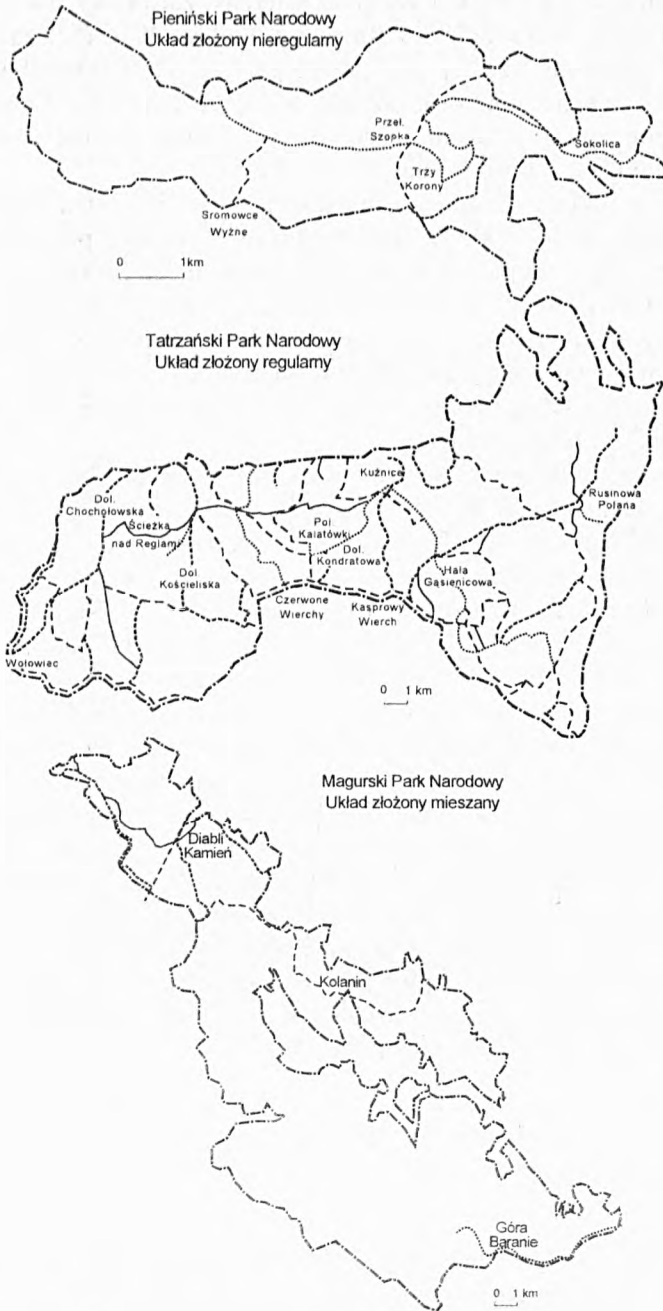 Pieniński Park Narodowy
Układ złożony nieregularny
Przeł.
Szopka
Sokolica
Trzy
Korony
Sromowce
Wyżne
0 1km
Tatrzański Park Narodowy
Układ złożony regularny
Kuźnice
Dol.
Chochołowska
Ścieżka
nad Reglami
Rusinowa
Polana
Pol
Kalatówki
Dol.
Kondratowa
Hala
Gąsienicowa
Dol
Kościeliska
Czerwone
Wierchy
Kasprowy
Wierch
Wołowiec
0 1 km
Magurski Park Narodowy
Układ złożony mieszany
Diabli
Kamień
Kolanin
Góra
Baranie
0 1 km